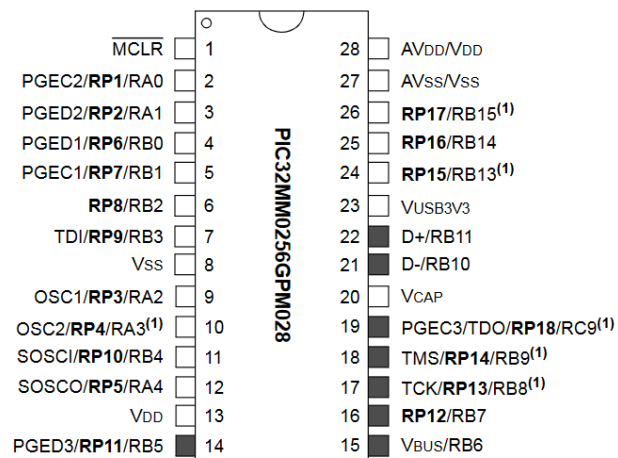 MCLR 1 28 AVDD/VDD
PGEC2/RP1/RA0 2 27 AVSS/VSS
PGED2/RP2/RA1 3 26 RP17/RB15(1)
PGED1/RP6/RB0 4 25 RP16/RB14
PGEC1/RP7/RB1 5 24 RP15/RB13(1)
RP8/RB2 6 23 VUSB3V3
TDI/RP9/RB3 7 22 D+/RB11
VSS 8 21 D-/RB10
OSC1/RP3/RA2 9 20 VCAP
OSC2/RP4/RA3(1) 10 19 PGEC3/TDO/RP18/RC9(1)
SOSCI/RP10/RB4 11 18 TMS/RP14/RB9(1)
SOSCO/RP5/RA4 12 17 TCK/RP13/RB8(1)
VDD 13 16 RP12/RB7
PGED3/RP11/RB5 14 15 VBUS/RB6
PIC32MM0256GPM028